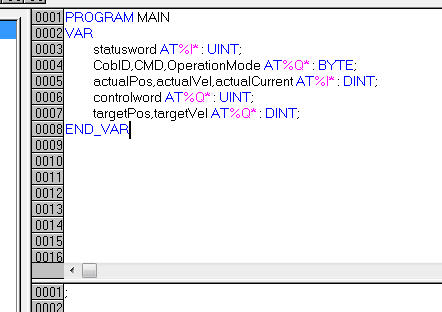 0001 PROGRAM MAIN
0002 VAR
0003 statusword AT%I* : UINT;
0004 CobID,CMD,OperationMode AT%Q* : BYTE;
0005 actualPos,actualVel,actualCurrent AT%I* : DINT;
0006 controlword AT%Q* : UINT;
0007 targetPos,targetVel AT%Q* : DINT;
0008 END_VAR
0009
0010
0011
0012
0013
0014
0015
0016
0001 ;
0002